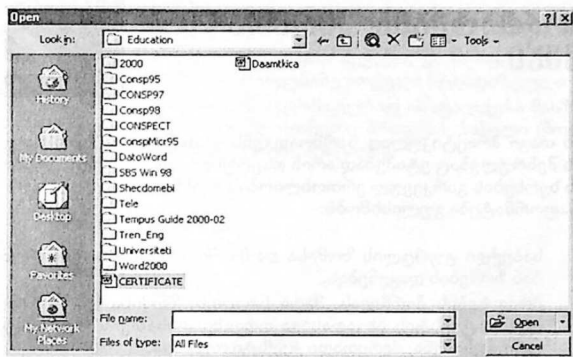 Open
Look in: Education Tools
History
My Documents
Desktop
Favorites
My Network Places
2000
Consp95
CONSP97
Consp98
CONSPECT
ConspMicr95
DatoWord
SBS Win 98
Shecdomebi
Tele
Tempus Guide 2000-02
Tren_Eng
Universiteti
Word2000
CERTIFICATE
Daamtkica
File name:
Open
Files of type: All Files
Cancel